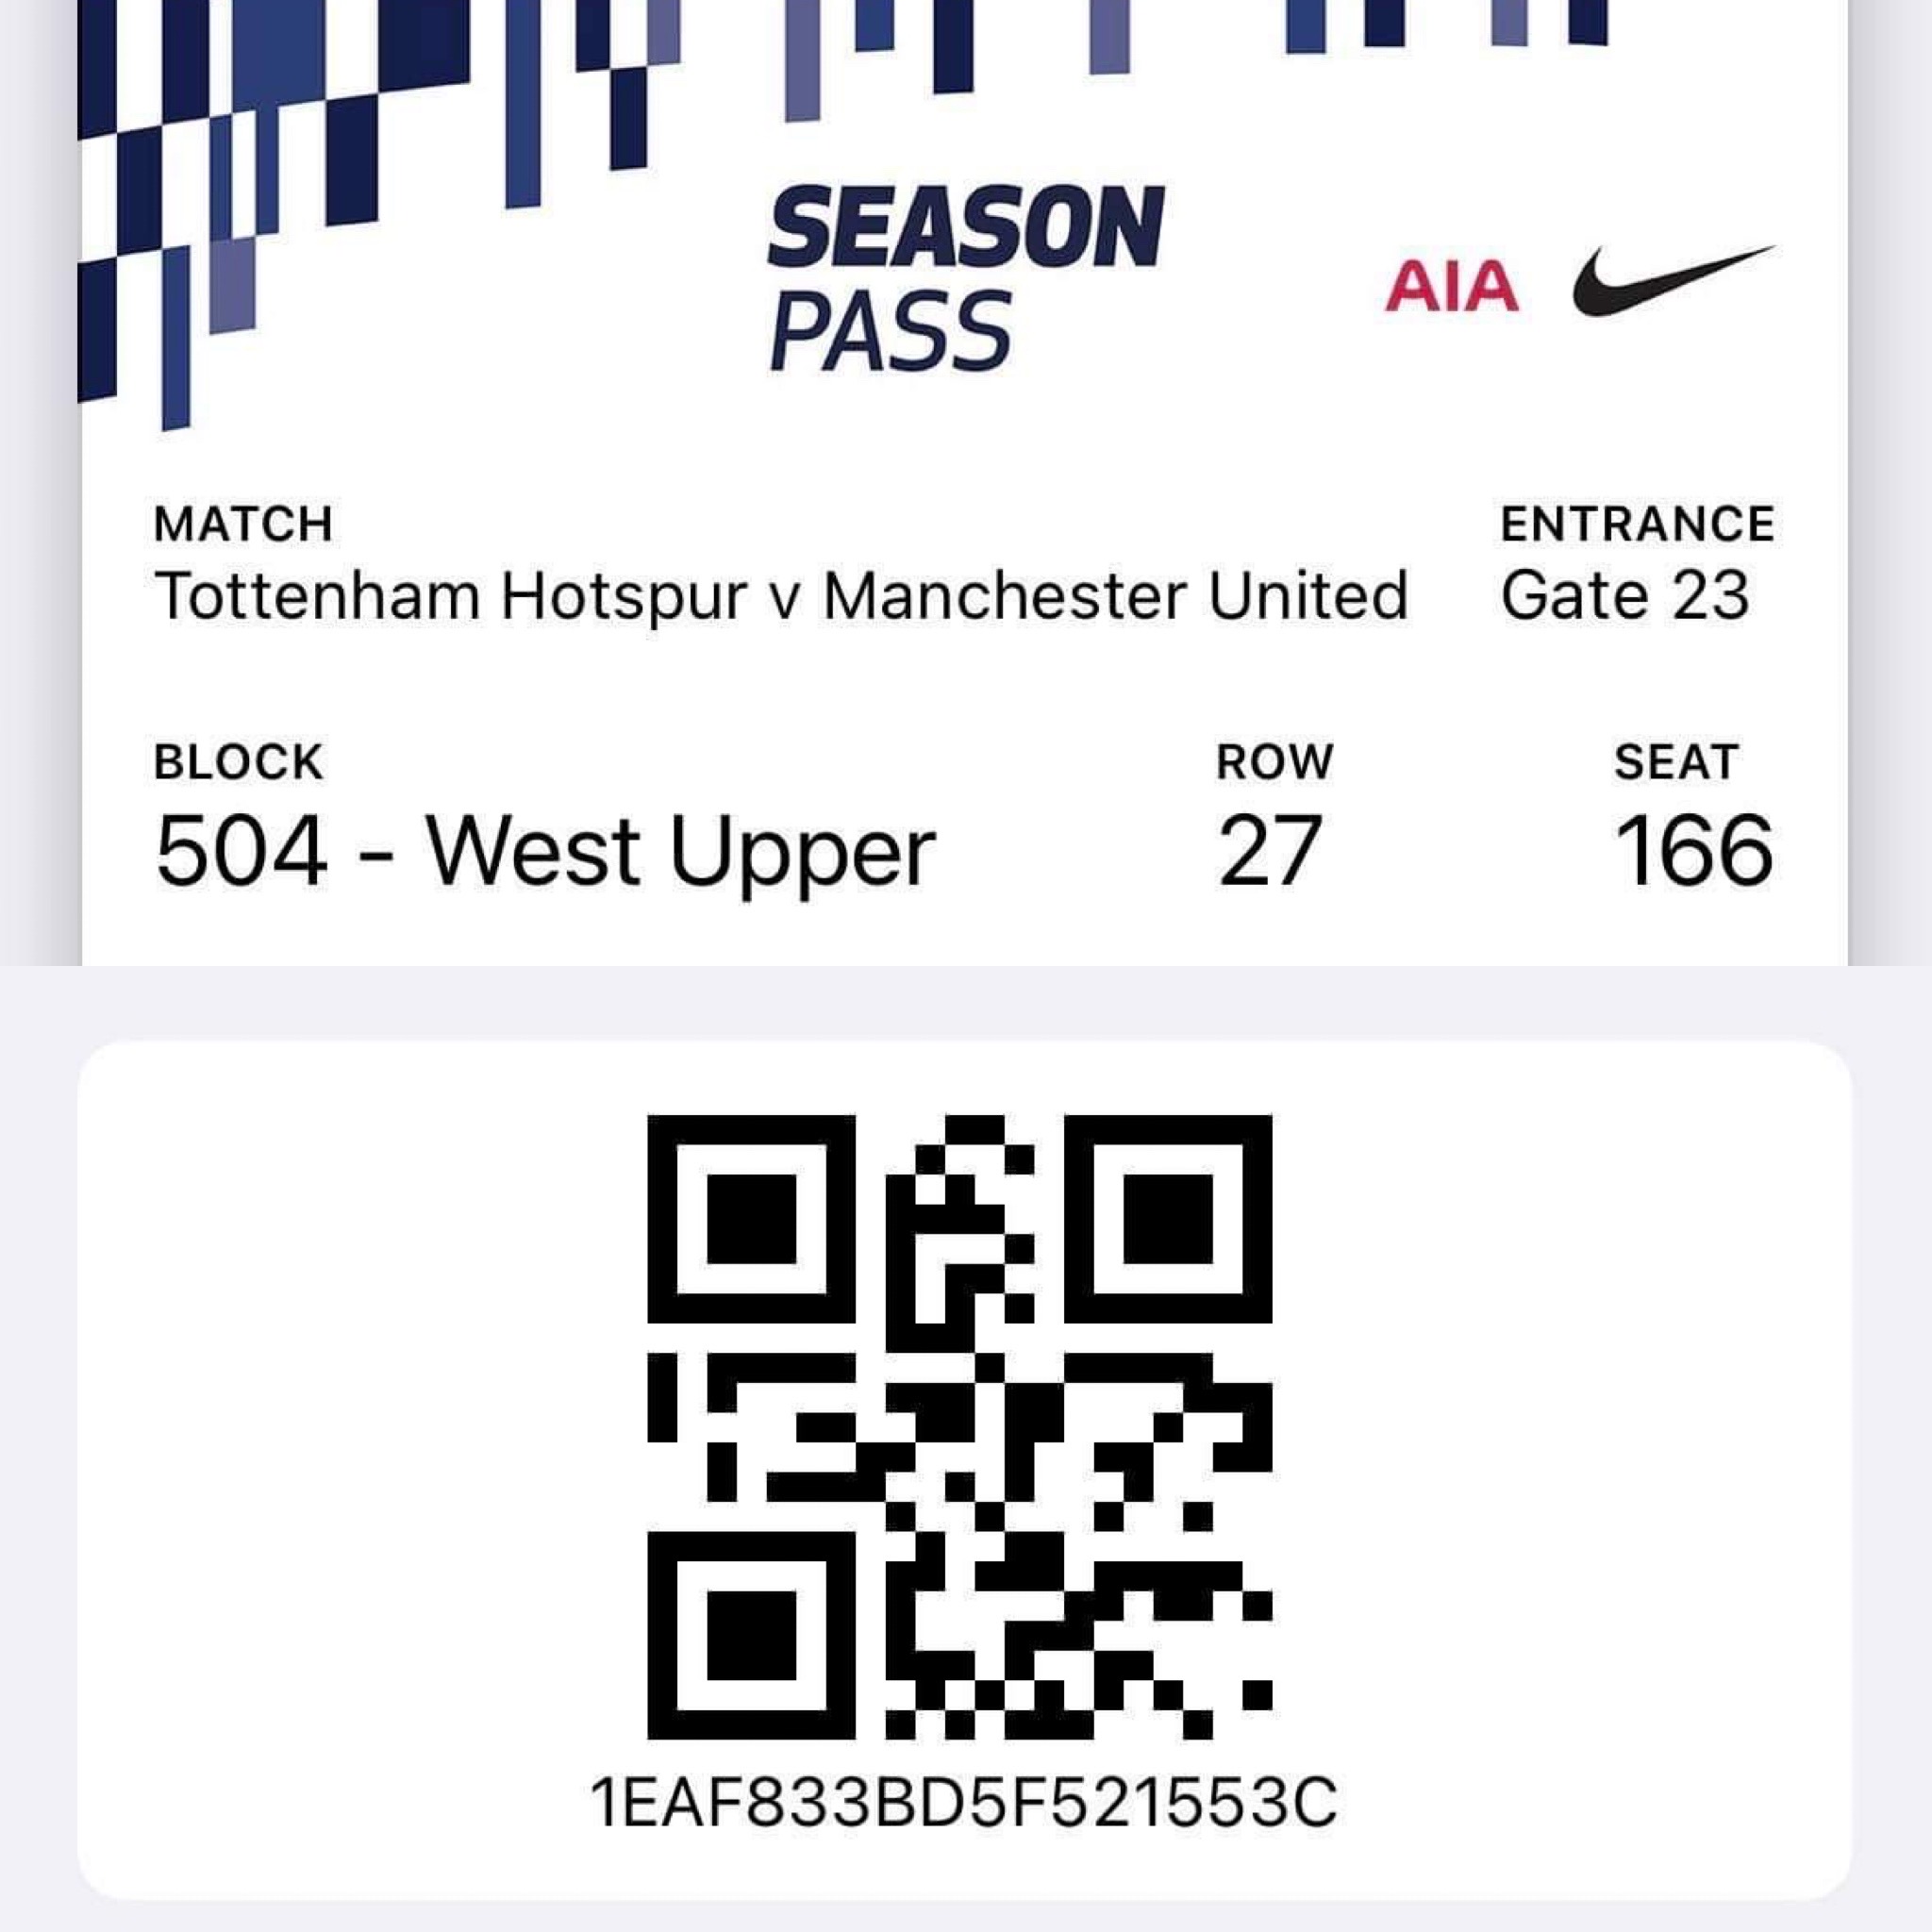 SEASON
PASS
AIA
MATCH
ENTRANCE
Tottenham Hotspur v Manchester United
Gate 23
BLOCK
ROW
SEAT
504 - West Upper
27
166
1EAF833BD5F521553C